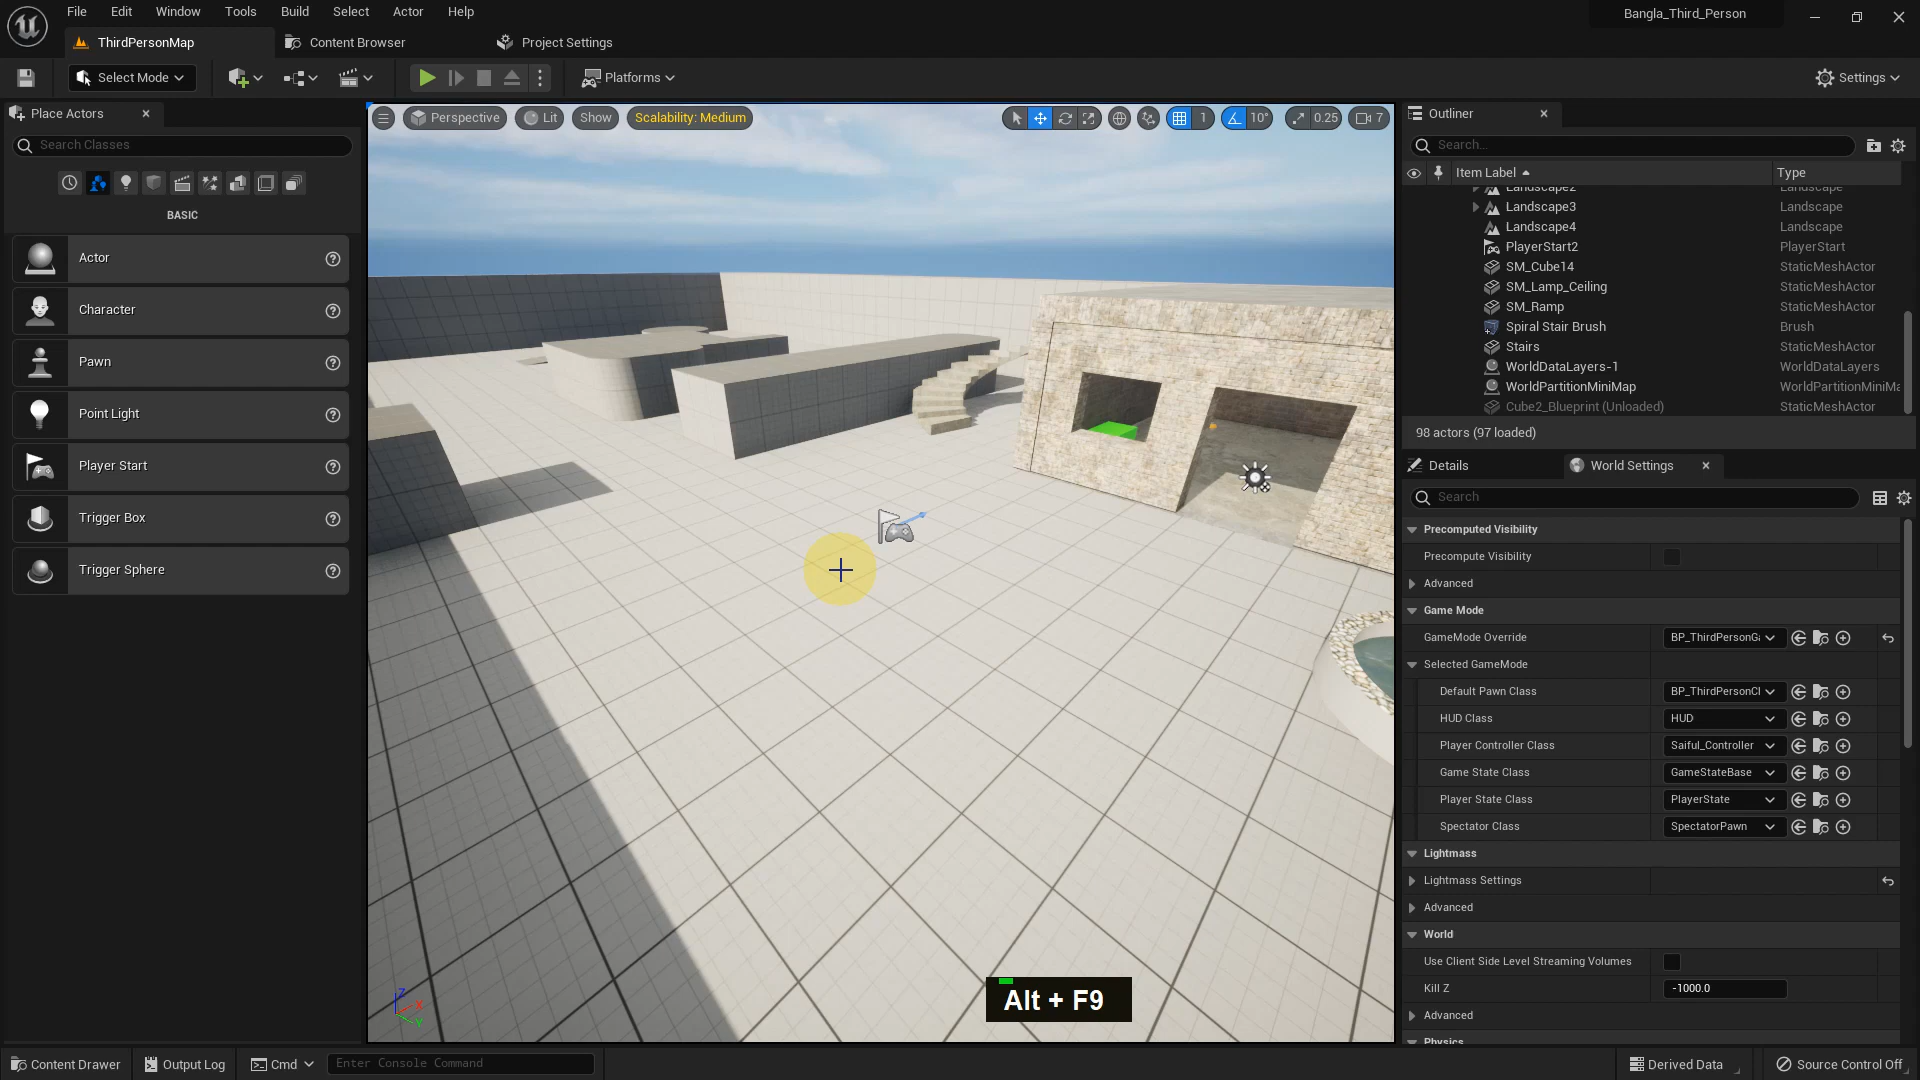 File Edit Window Tools Build Select Actor Help
Bangla_Third_Person
ThirdPersonMap
Content Browser
Project Settings
Select Mode
Platforms
Settings
Place Actors
Search Classes
BASIC
Actor
Character
Pawn
Point Light
Player Start
Trigger Box
Trigger Sphere
Perspective
Lit
Show
Scalability: Medium
1
10°
0.25
7
Alt + F9
Outliner
Search...
Item Label
Type
Landscape2 Landscape
Landscape3 Landscape
Landscape4 Landscape
PlayerStart2 PlayerStart
SM_Cube14 StaticMeshActor
SM_Lamp_Ceiling StaticMeshActor
SM_Ramp StaticMeshActor
Spiral Stair Brush Brush
Stairs StaticMeshActor
WorldDataLayers-1 WorldDataLayers
WorldPartitionMiniMap WorldPartitionMiniMa
Cube2_Blueprint (Unloaded) StaticMeshActor
98 actors (97 loaded)
Details
World Settings
Search
Precomputed Visibility
Precompute Visibility
Advanced
Game Mode
GameMode Override BP_ThirdPersonGa
Selected GameMode
Default Pawn Class BP_ThirdPersonCl
HUD Class HUD
Player Controller Class Saiful_Controller
Game State Class GameStateBase
Player State Class PlayerState
Spectator Class SpectatorPawn
Lightmass
Lightmass Settings
Advanced
World
Use Client Side Level Streaming Volumes
Kill Z -1000.0
Advanced
Physics
Content Drawer
Output Log
Cmd
Enter Console Command
Derived Data
Source Control Off